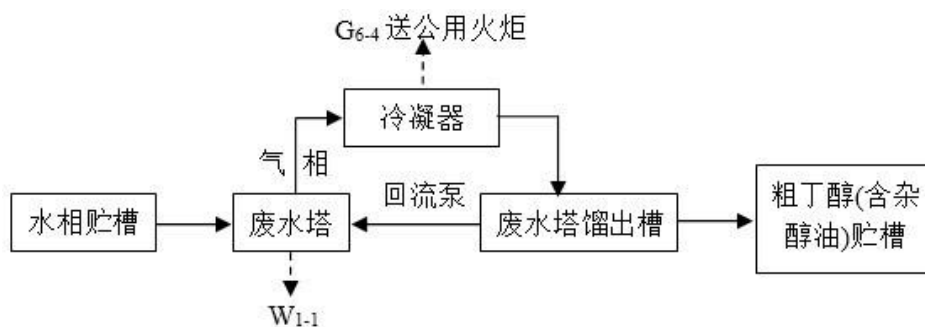 G6-4 送公用火炬
冷凝器
气 相
回流泵
水相贮槽
废水塔
废水塔馏出槽
粗丁醇(含杂
醇油)贮槽
W1-1